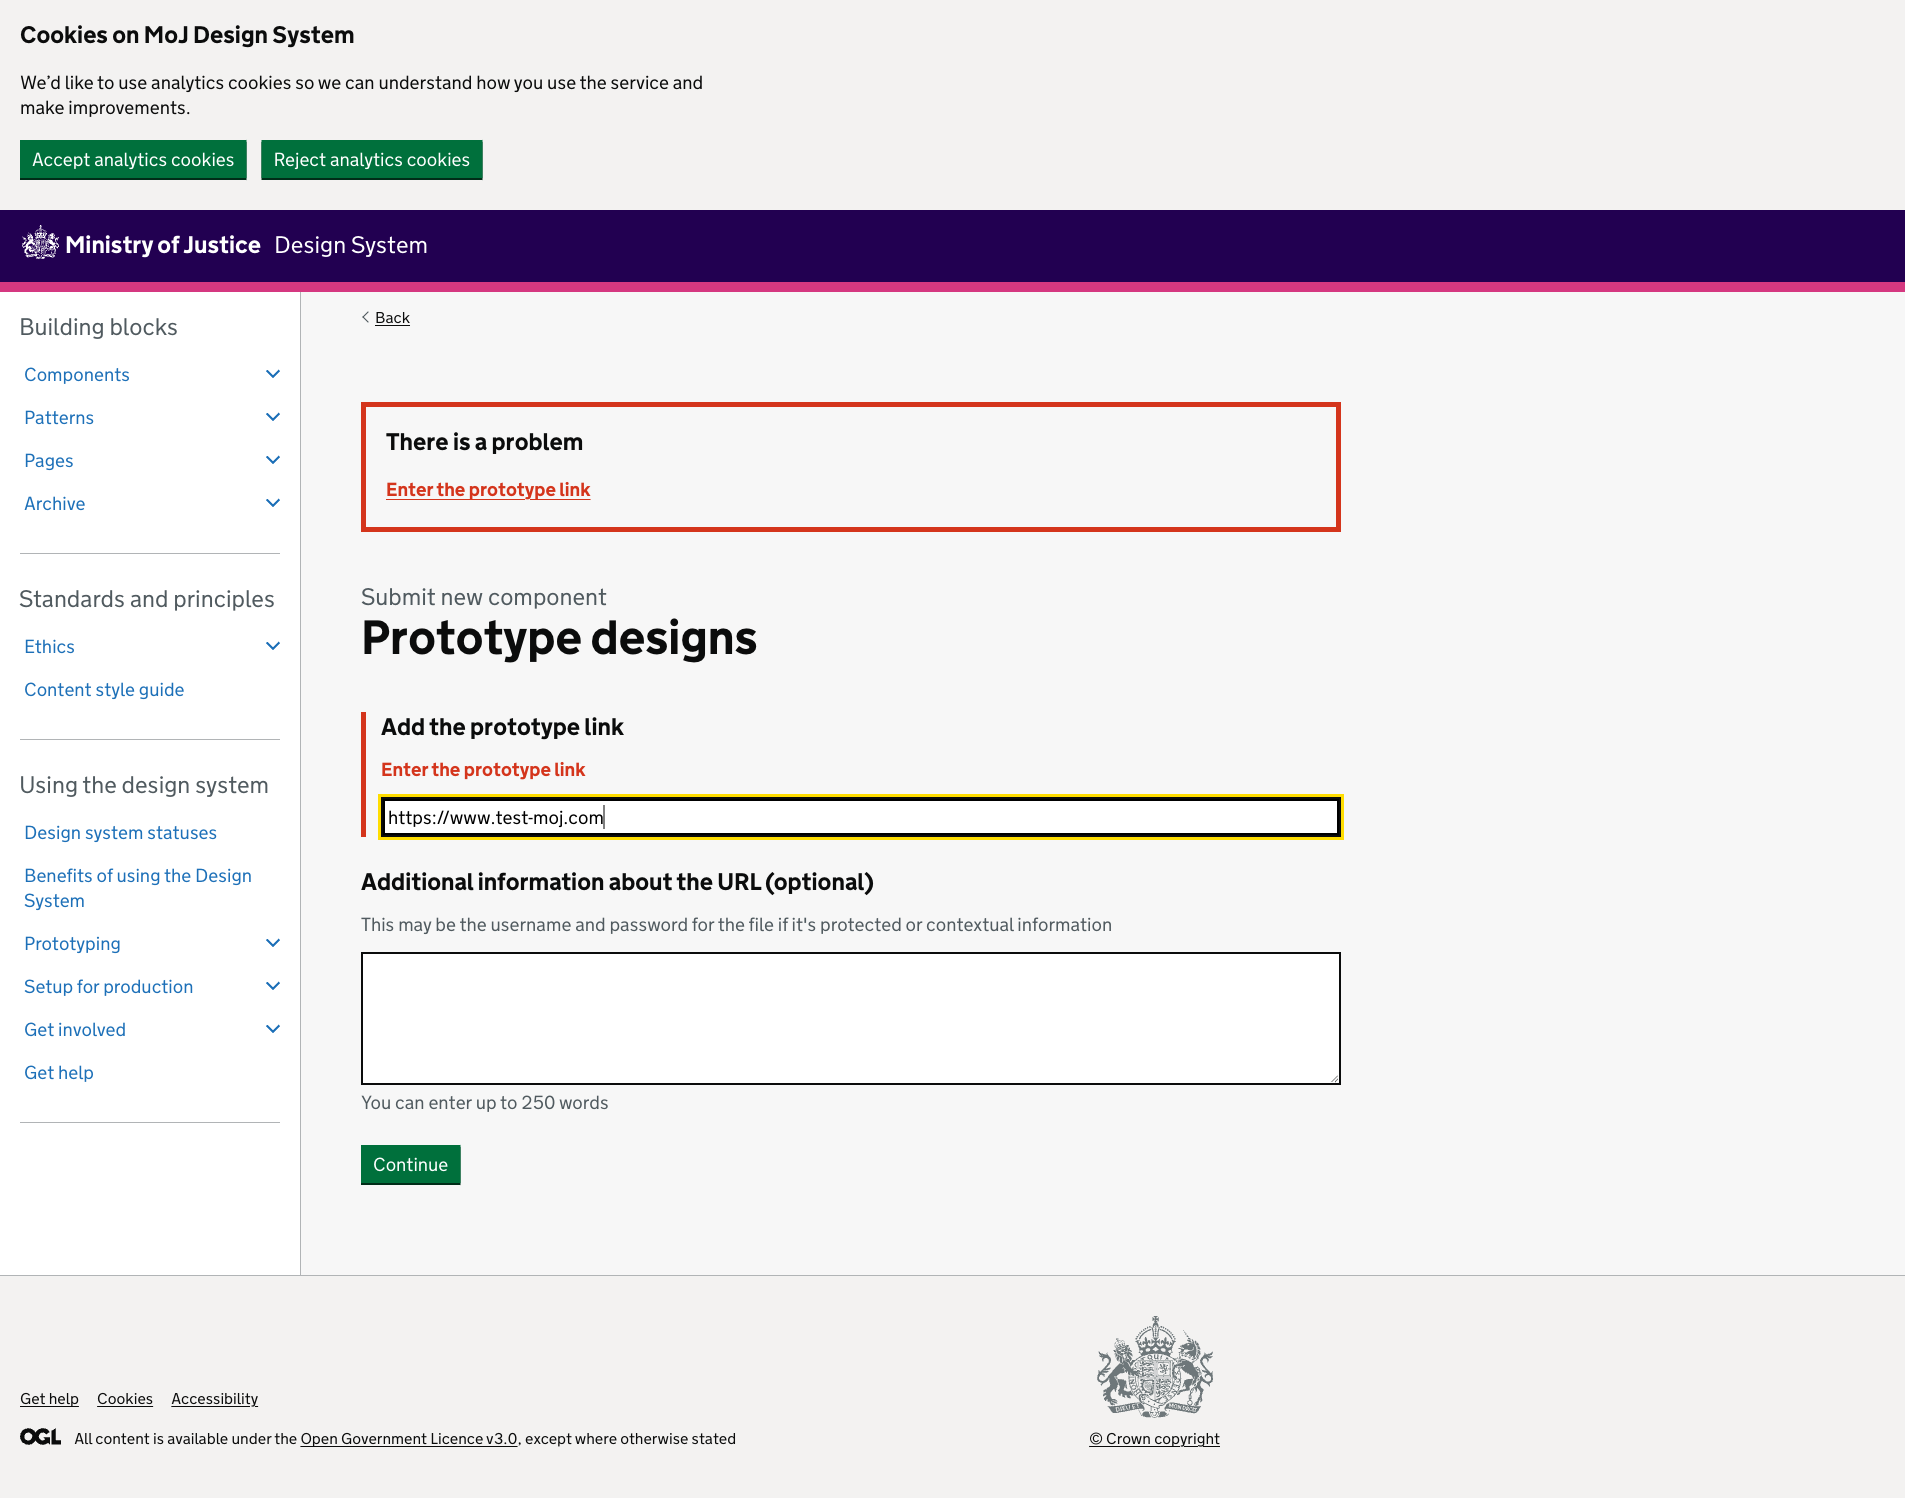 Cookies on MoJ Design System
We’d like to use analytics cookies so we can understand how you use the service and
make improvements.
Accept analytics cookies
Reject analytics cookies
Ministry of Justice Design System
Building blocks
Components
Patterns
Pages
Archive
Standards and principles
Ethics
Content style guide
Using the design system
Design system statuses
Benefits of using the Design
System
Prototyping
Setup for production
Get involved
Get help
Back
There is a problem
Enter the prototype link
Submit new component
Prototype designs
Add the prototype link
Enter the prototype link
https://www.test-moj.com
Additional information about the URL (optional)
This may be the username and password for the file if it's protected or contextual information
You can enter up to 250 words
Continue
Get help
Cookies
Accessibility
OGL All content is available under the Open Government Licence v3.0, except where otherwise stated
© Crown copyright